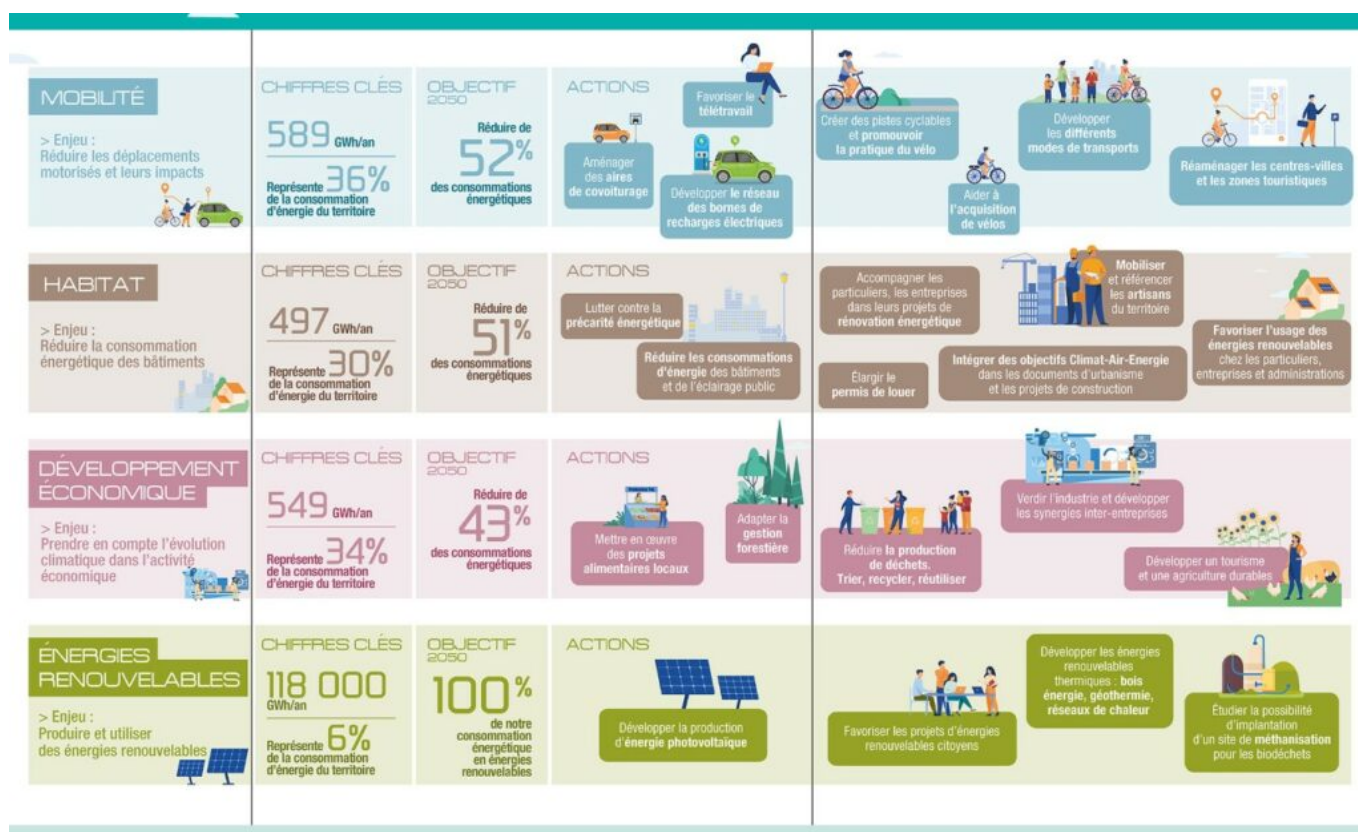 MOBILITÉ
> Enjeu :
Réduire les déplacements
motorisés et leurs impacts
CHIFFRES CLÉS
589 GWh/an
Représente 36%
de la consommation
d'énergie du territoire
OBJECTIF
2050
Réduire de
52%
des consommations
énergétiques
ACTIONS
Aménager
des aires
de covoiturage
Favoriser le
télétravail
Développer le réseau
des bornes de
recharges électriques
Créer des pistes cyclables
et promouvoir
la pratique du vélo
Aider à
l'acquisition
de vélos
Développer
les différents
modes de transports
Réaménager les centres-villes
et les zones touristiques
HABITAT
> Enjeu :
Réduire la consommation
énergétique des bâtiments
CHIFFRES CLÉS
497 GWh/an
Représente 30%
de la consommation
d'énergie du territoire
OBJECTIF
2050
Réduire de
51%
des consommations
énergétiques
ACTIONS
Lutter contre la
précarité énergétique
Réduire les consommations
d'énergie des bâtiments
et de l'éclairage public
Accompagner les
particuliers, les entreprises
dans leurs projets de
rénovation énergétique
Mobiliser
et référencer
les artisans
du territoire
Élargir le
permis de louer
Intégrer des objectifs Climat-Air-Energie
dans les documents d'urbanisme
et les projets de construction
Favoriser l'usage des
énergies renouvelables
chez les particuliers,
entreprises et administrations
DÉVELOPPEMENT
ÉCONOMIQUE
> Enjeu :
Prendre en compte l'évolution
climatique dans l'activité
économique
CHIFFRES CLÉS
549 GWh/an
Représente 34%
de la consommation
d'énergie du territoire
OBJECTIF
2050
Réduire de
43%
des consommations
énergétiques
ACTIONS
Mettre en œuvre
des projets
alimentaires locaux
Adapter la
gestion
forestière
Réduire la production
de déchets.
Trier, recycler, réutiliser
Verdir l'industrie et développer
les synergies inter-entreprises
Développer un tourisme
et une agriculture durables
ÉNERGIES
RENOUVELABLES
> Enjeu :
Produire et utiliser
des énergies renouvelables
CHIFFRES CLÉS
118 000
GWh/an
Représente 6%
de la consommation
d'énergie du territoire
OBJECTIF
2050
100%
de notre
consommation
énergétique
en énergies
renouvelables
ACTIONS
Développer la production
d'énergie photovoltaïque
Favoriser les projets d'énergies
renouvelables citoyens
Développer les énergies
renouvelables
thermiques : bois
énergie, géothermie,
réseaux de chaleur
Étudier la possibilité
d'implantation
d'un site de méthanisation
pour les biodéchets